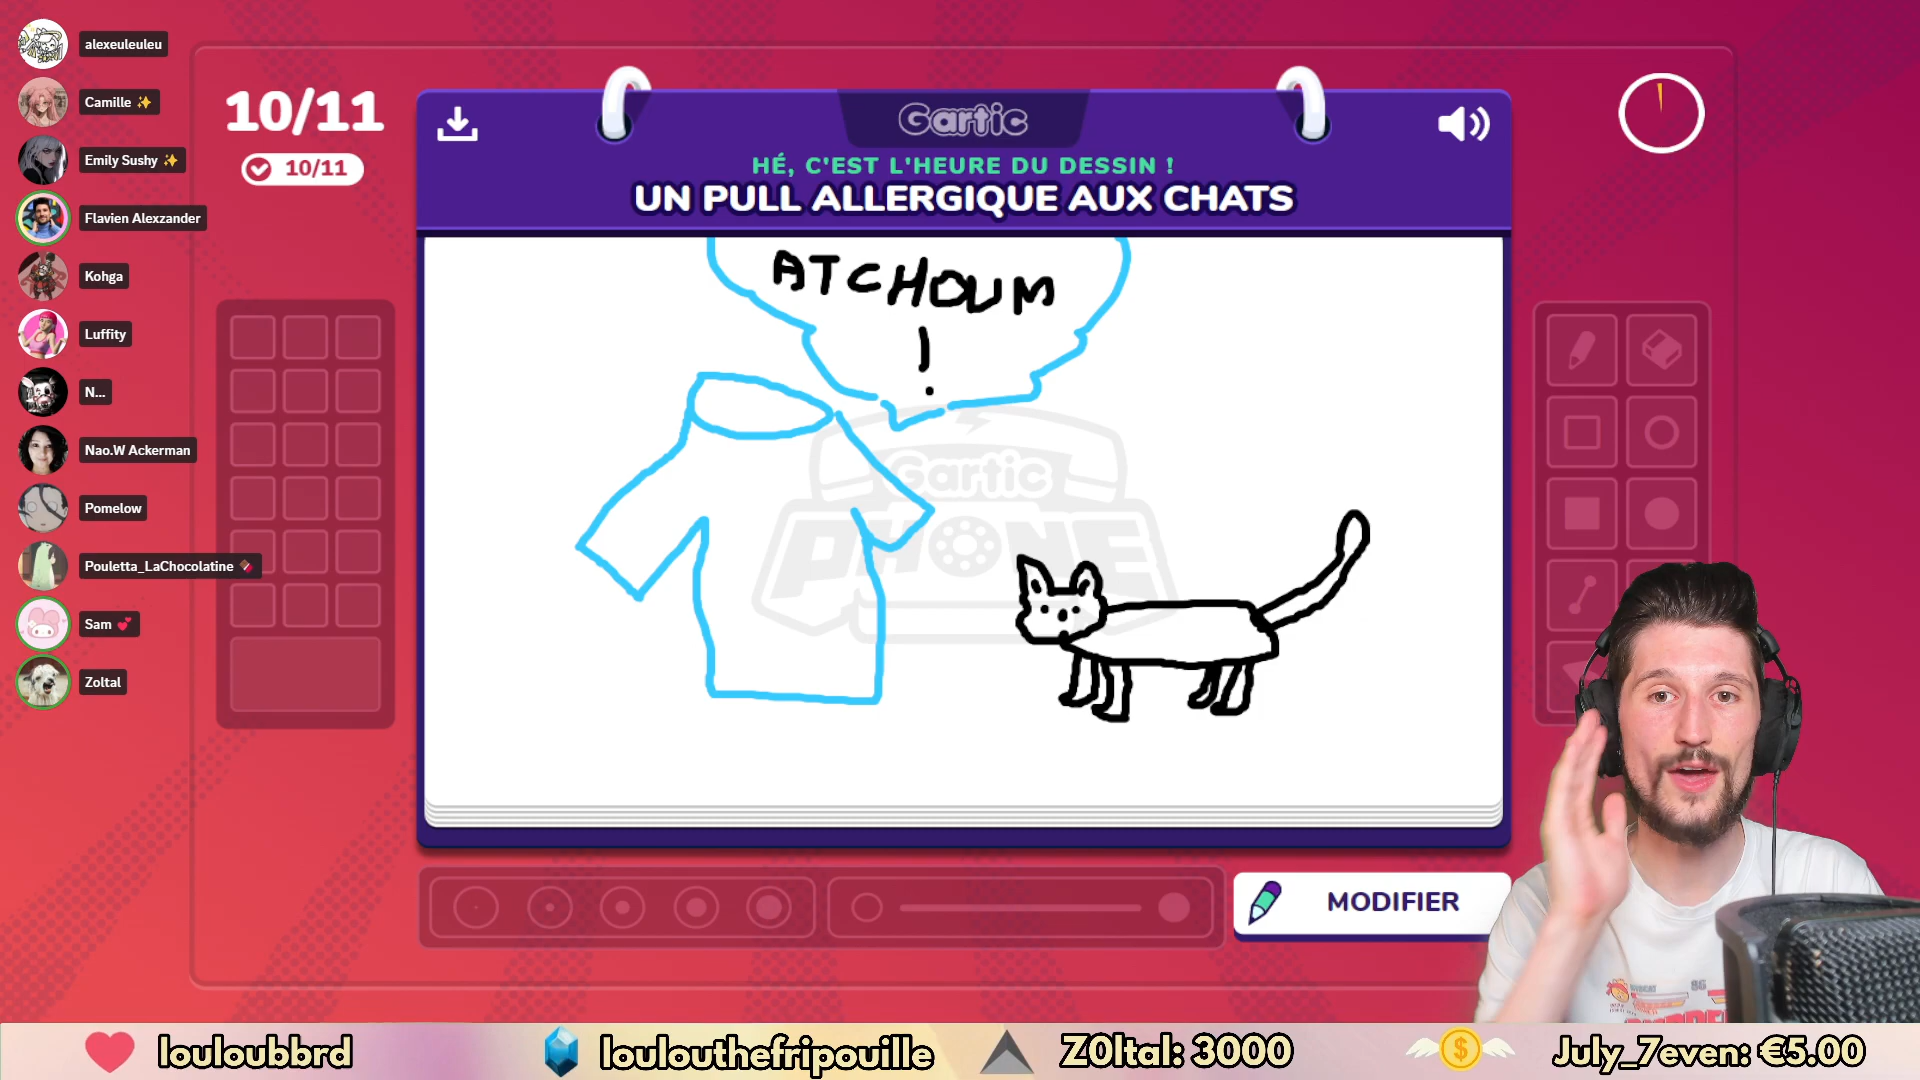 alexeuleuleu
Camille ✨
Emily Sushy ✨
Flavien Alexzander
Kohga
Luffity
N...
Nao.W Ackerman
Pomelow
Pouletta_LaChocolatine
Sam 💕
Zoltal
10/11
10/11
Gartic
HÉ, C'EST L'HEURE DU DESSIN !
UN PULL ALLERGIQUE AUX CHATS
ATCHOUM
!
Gartic
PHONE
MODIFIER
louloubbrd
loulouthefripouille
Z0ltal: 3000
July_7even: €5.00